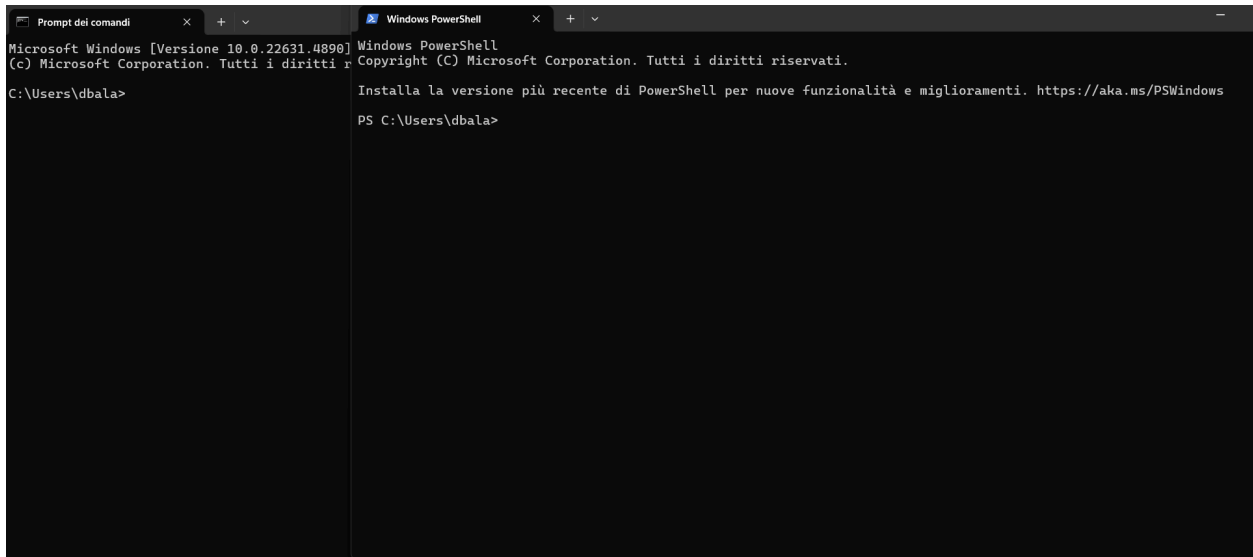 Prompt dei comandi
Microsoft Windows [Versione 10.0.22631.4890]
(c) Microsoft Corporation. Tutti i diritti r
C:\Users\dbala>
Windows PowerShell
Windows PowerShell
Copyright (C) Microsoft Corporation. Tutti i diritti riservati.
Installa la versione più recente di PowerShell per nuove funzionalità e miglioramenti. https://aka.ms/PSWindows
PS C:\Users\dbala>